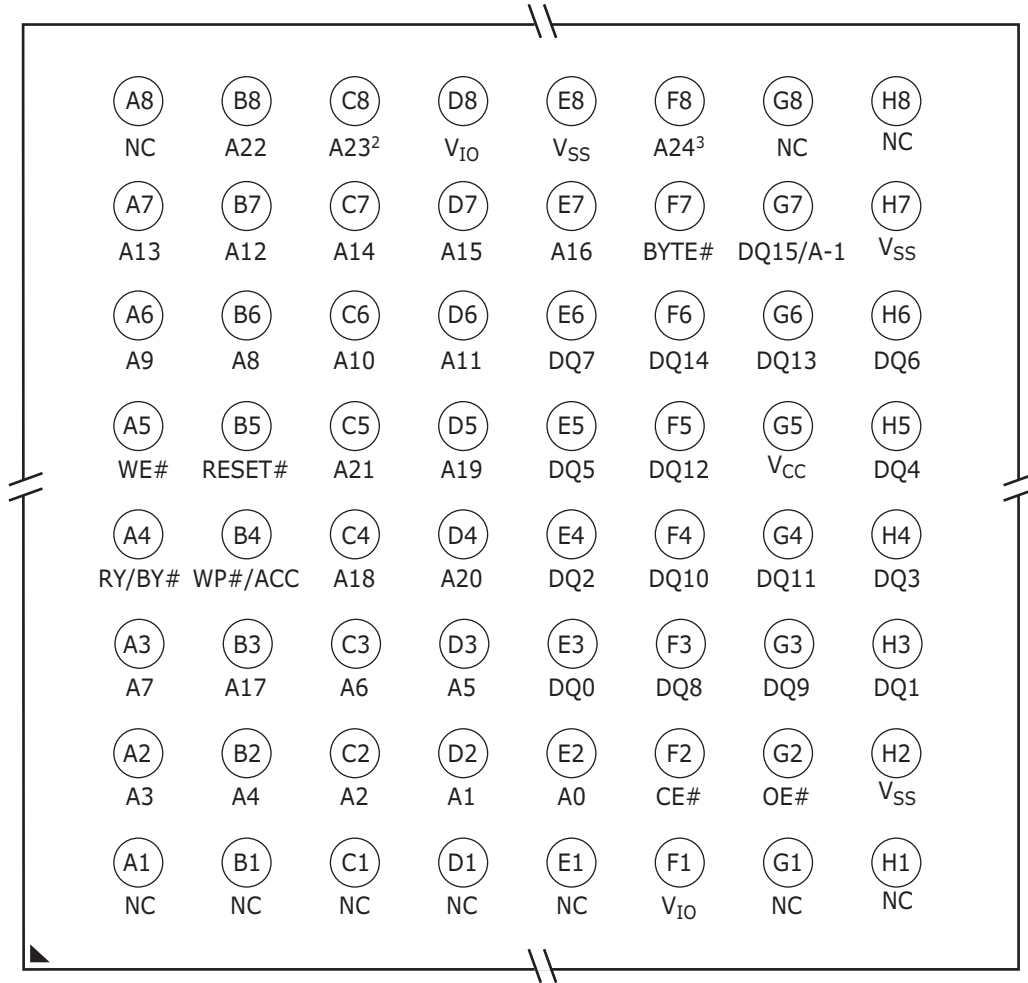 A8 B8 C8 D8 E8 F8 G8 H8
NC A22 A23² V_IO V_SS A24³ NC NC
A7 B7 C7 D7 E7 F7 G7 H7
A13 A12 A14 A15 A16 BYTE# DQ15/A-1 V_SS
A6 B6 C6 D6 E6 F6 G6 H6
A9 A8 A10 A11 DQ7 DQ14 DQ13 DQ6
A5 B5 C5 D5 E5 F5 G5 H5
WE# RESET# A21 A19 DQ5 DQ12 V_CC DQ4
A4 B4 C4 D4 E4 F4 G4 H4
RY/BY# WP#/ACC A18 A20 DQ2 DQ10 DQ11 DQ3
A3 B3 C3 D3 E3 F3 G3 H3
A7 A17 A6 A5 DQ0 DQ8 DQ9 DQ1
A2 B2 C2 D2 E2 F2 G2 H2
A3 A4 A2 A1 A0 CE# OE# V_SS
A1 B1 C1 D1 E1 F1 G1 H1
NC NC NC NC NC V_IO NC NC